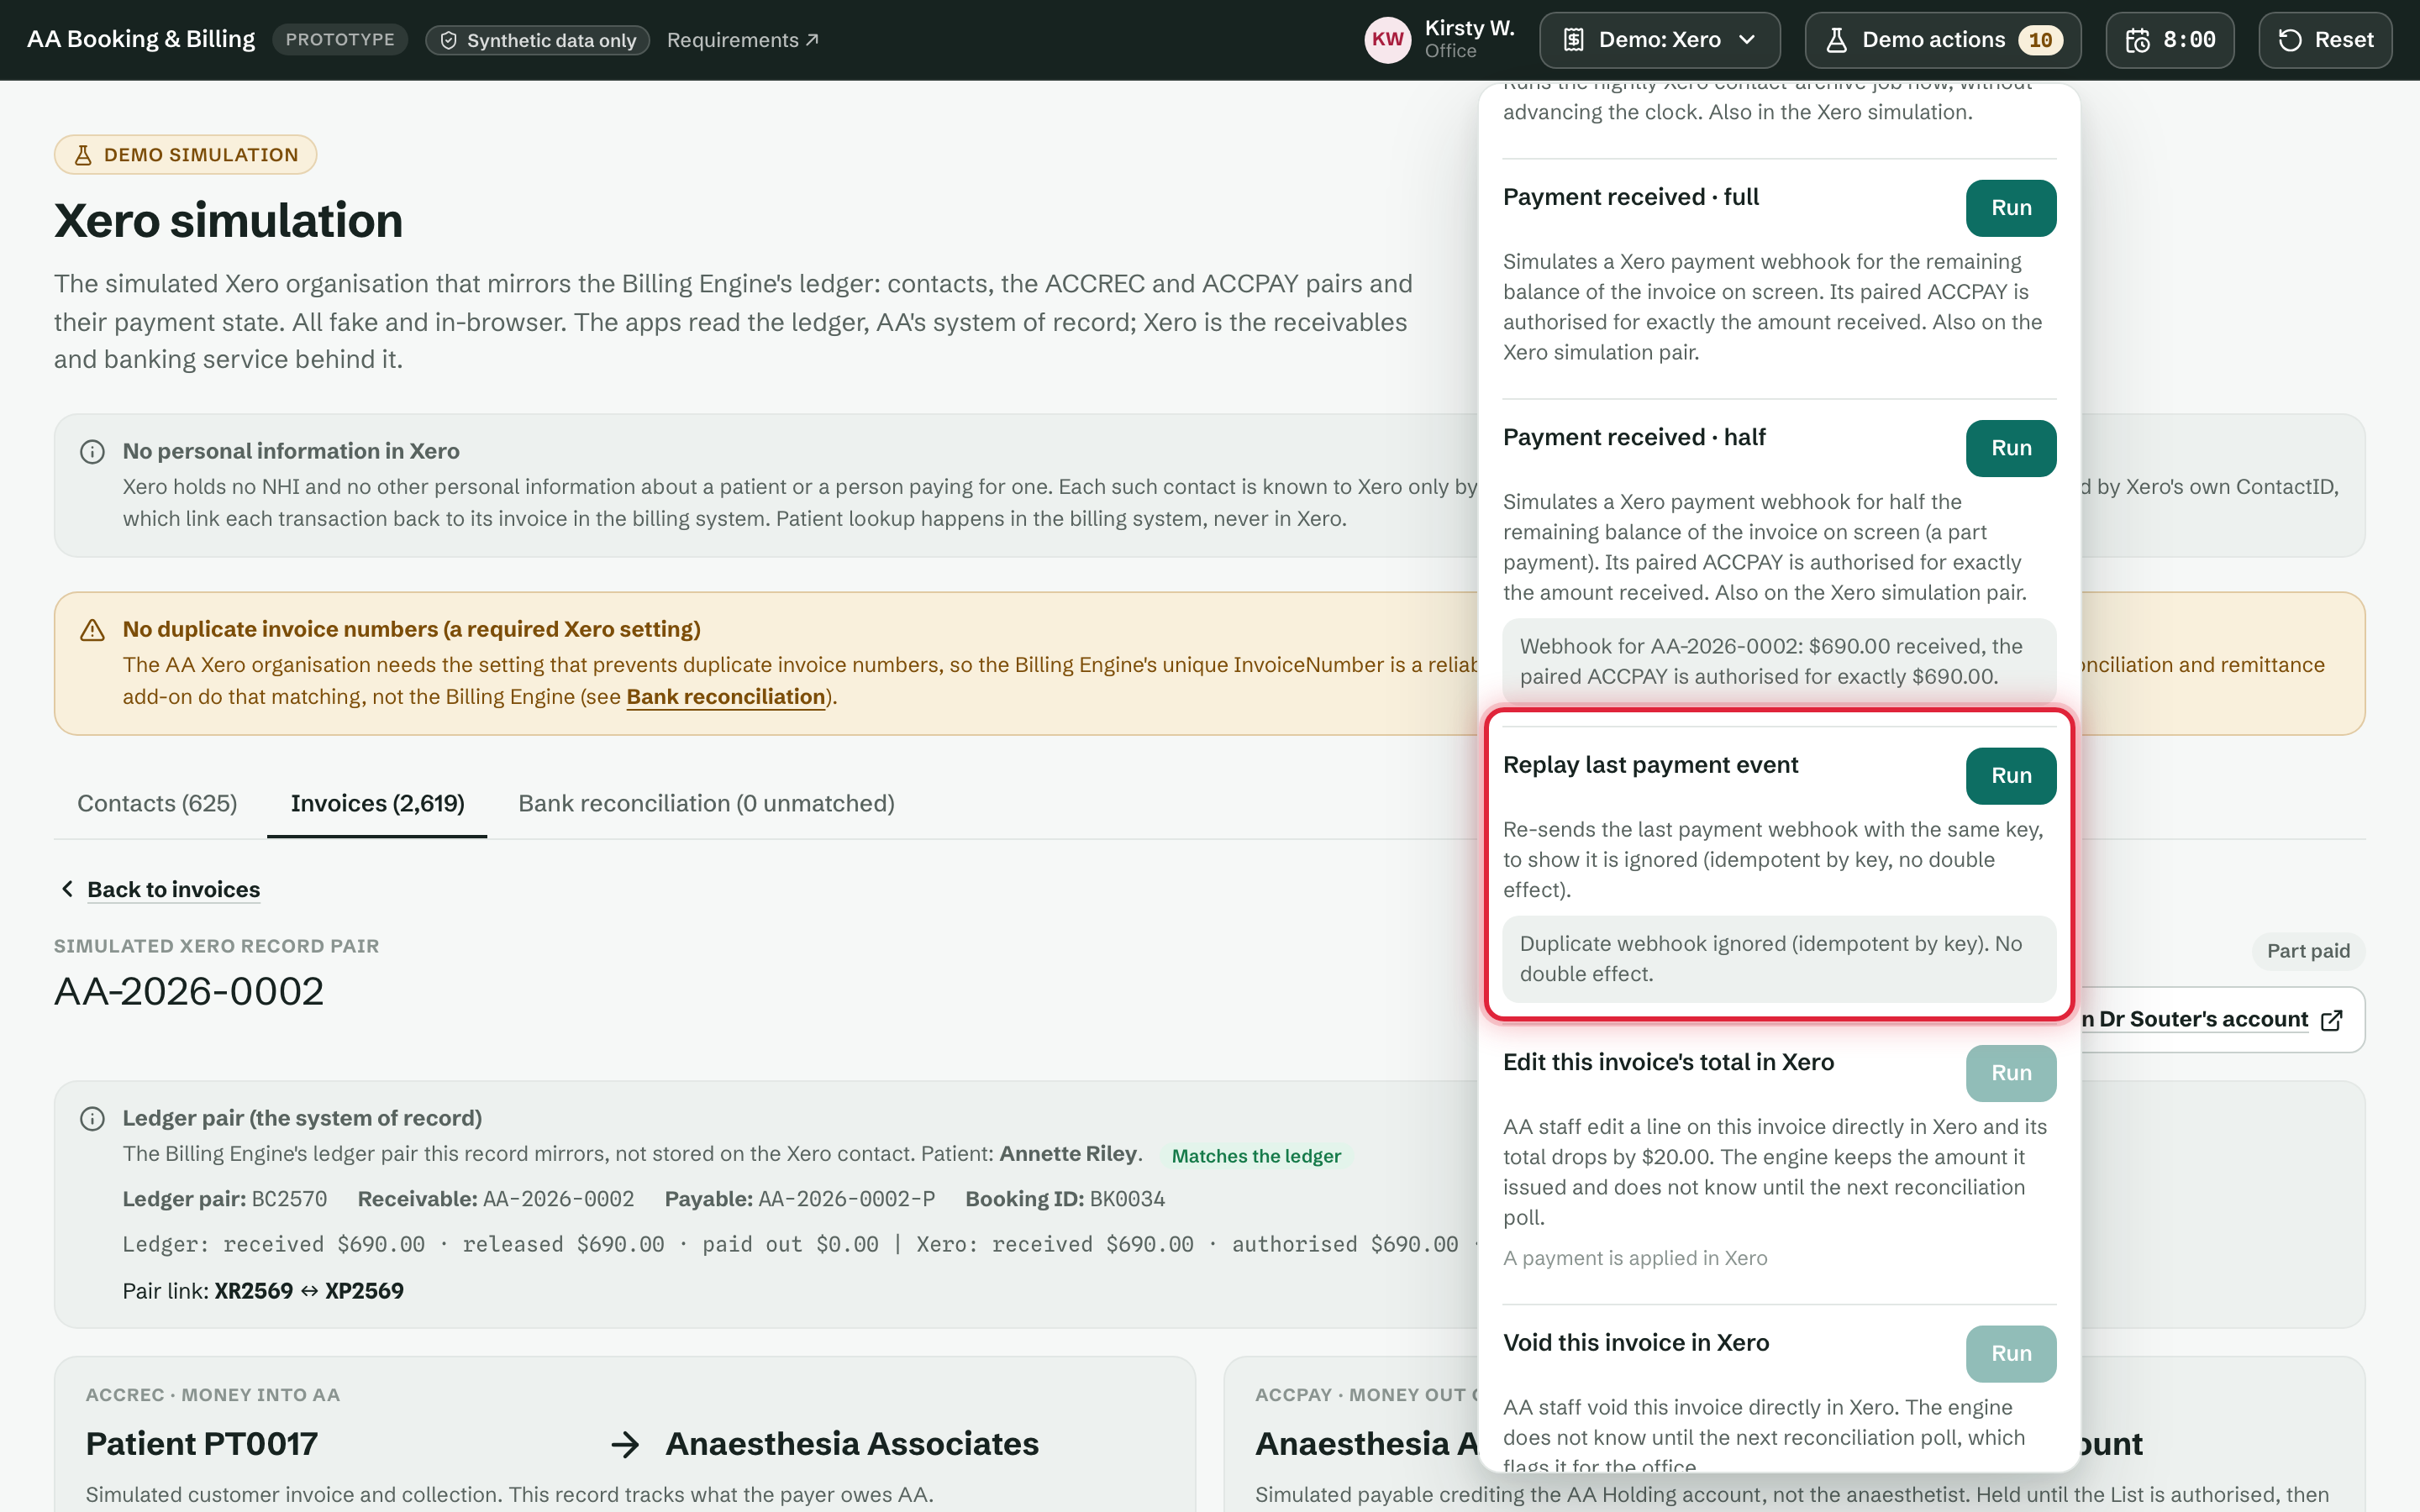 AA Booking & Billing
PROTOTYPE
Synthetic data only
Requirements ↗
KW
Kirsty W.
Office
Demo: Xero
Demo actions 10
8:00
Reset
DEMO SIMULATION
Xero simulation
The simulated Xero organisation that mirrors the Billing Engine's ledger: contacts, the ACCREC and ACCPAY pairs and
their payment state. All fake and in-browser. The apps read the ledger, AA's system of record; Xero is the receivables
and banking service behind it.
No personal information in Xero
Xero holds no NHI and no other personal information about a patient or a person paying for one. Each such contact is known to Xero only by
d by Xero's own ContactID,
which link each transaction back to its invoice in the billing system. Patient lookup happens in the billing system, never in Xero.
No duplicate invoice numbers (a required Xero setting)
The AA Xero organisation needs the setting that prevents duplicate invoice numbers, so the Billing Engine's unique InvoiceNumber is a
and remittance
add-on do that matching, not the Billing Engine (see Bank reconciliation).
Contacts (625)
Invoices (2,619)
Bank reconciliation (0 unmatched)
Back to invoices
SIMULATED XERO RECORD PAIR
AA-2026-0002
Part paid
n Dr Souter's account
Ledger pair (the system of record)
The Billing Engine's ledger pair this record mirrors, not stored on the Xero contact. Patient: Annette Riley. Matches the ledger
Ledger pair: BC2570 Receivable: AA-2026-0002 Payable: AA-2026-0002-P Booking ID: BK0034
Ledger: received $690.00 · released $690.00 · paid out $0.00 | Xero: received $690.00 · authorised $690.00 ·
Pair link: XR2569 ↔ XP2569
ACCREC · MONEY INTO AA
Patient PT0017 → Anaesthesia Associates
Simulated customer invoice and collection. This record tracks what the payer owes AA.
ACCPAY · MONEY OUT
Anaesthesia
Simulated payable crediting the AA Holding account, not the anaesthetist. Held until the List is authorised, then
Runs the nightly Xero contact-archive job now, without
advancing the clock. Also in the Xero simulation.
Payment received · full
Run
Simulates a Xero payment webhook for the remaining
balance of the invoice on screen. Its paired ACCPAY is
authorised for exactly the amount received. Also on the
Xero simulation pair.
Payment received · half
Run
Simulates a Xero payment webhook for half the
remaining balance of the invoice on screen (a part
payment). Its paired ACCPAY is authorised for exactly
the amount received. Also on the Xero simulation pair.
Webhook for AA-2026-0002: $690.00 received, the
paired ACCPAY is authorised for exactly $690.00.
Replay last payment event
Run
Re-sends the last payment webhook with the same key,
to show it is ignored (idempotent by key, no double
effect).
Duplicate webhook ignored (idempotent by key). No
double effect.
Edit this invoice's total in Xero
Run
AA staff edit a line on this invoice directly in Xero and its
total drops by $20.00. The engine keeps the amount it
issued and does not know until the next reconciliation
poll.
A payment is applied in Xero
Void this invoice in Xero
Run
AA staff void this invoice directly in Xero. The engine
does not know until the next reconciliation poll, which
flags it for the office.